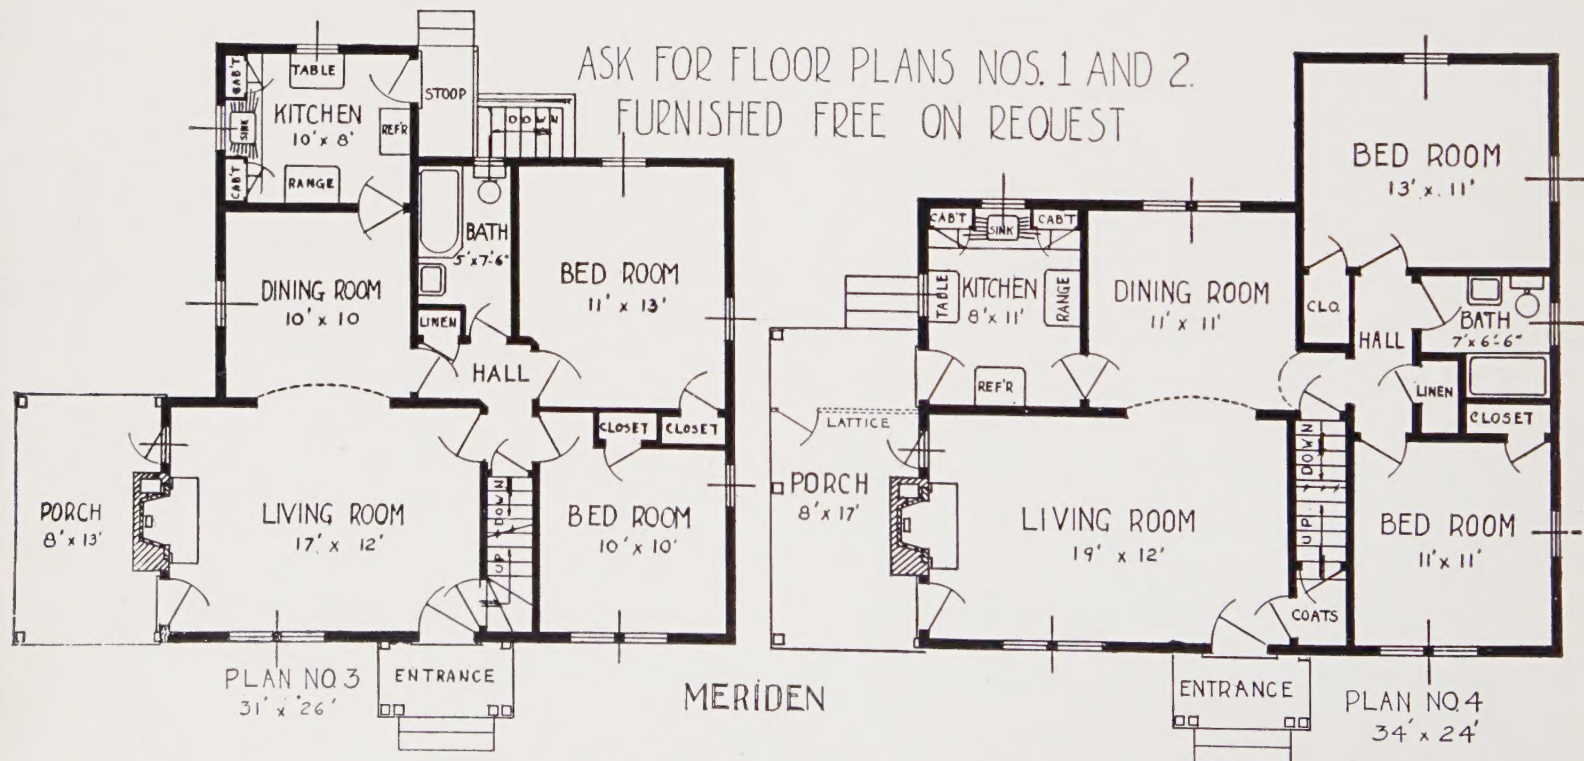 ASK FOR FLOOR PLANS NOS. 1 AND 2.
FURNISHED FREE ON REQUEST
CAB'T
TABLE
KITCHEN
10' x 8'
SINK
REF'R
CAB'T
RANGE
STOOP
DOWN
BATH
5'x7'-6"
BED ROOM
11' x 13'
DINING ROOM
10' x 10
LINEN
HALL
CLOSET
CLOSET
PORCH
8' x 13'
LIVING ROOM
17' x 12'
DOWN
UP
BED ROOM
10' x 10'
PLAN NO. 3
31' x 26'
ENTRANCE
MERIDEN
BED ROOM
13' x 11'
CAB'T
SINK
CAB'T
TABLE
KITCHEN
8' x 11'
RANGE
REF'R
DINING ROOM
11' x 11'
CLO.
HALL
BATH
7' x 6'-6"
LINEN
CLOSET
LATTICE
PORCH
8' x 17'
LIVING ROOM
19' x 12'
DOWN
UP
COATS
BED ROOM
11' x 11'
ENTRANCE
PLAN NO. 4
34' x 24'